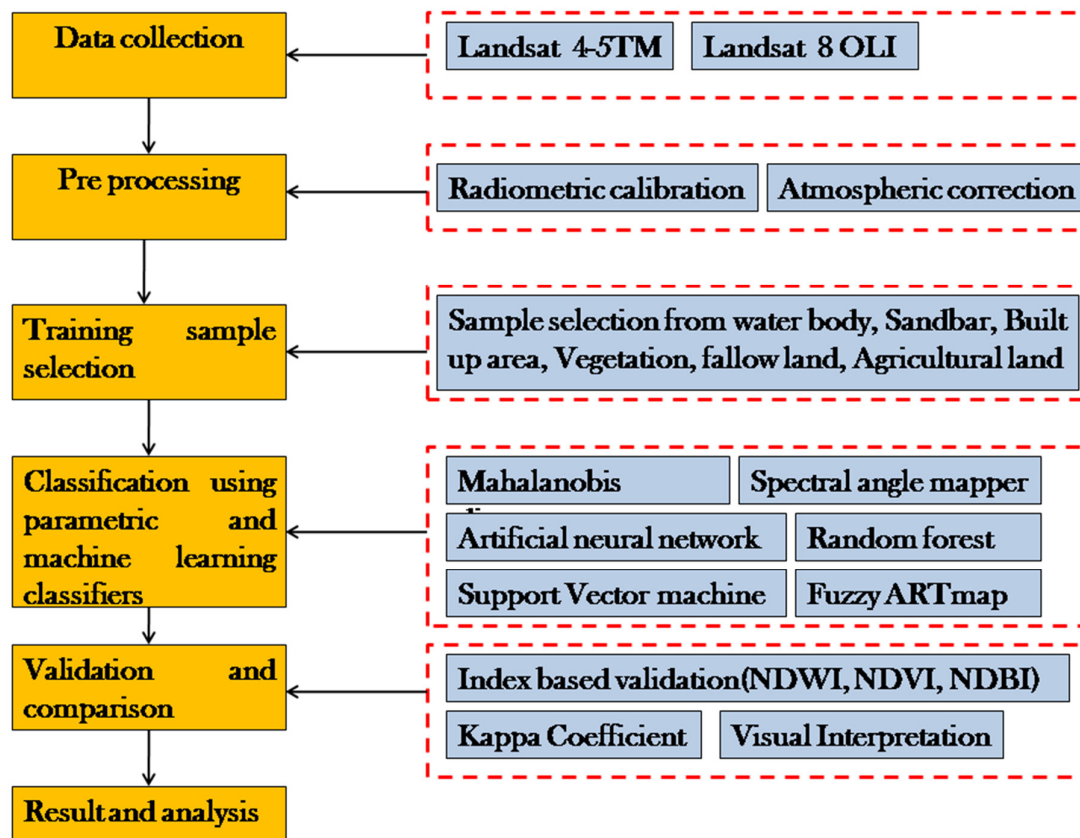 Data collection
Landsat 4-5TM
Landsat 8 OLI
Pre processing
Radiometric calibration
Atmospheric correction
Training sample
selection
Sample selection from water body, Sandbar, Built
up area, Vegetation, fallow land, Agricultural land
Classification using
parametric and
machine learning
classifiers
Mahalanobis
Spectral angle mapper
Artificial neural network
Random forest
Support Vector machine
Fuzzy ARTmap
Validation and
comparison
Index based validation(NDWI, NDVI, NDBI)
Kappa Coefficient
Visual Interpretation
Result and analysis